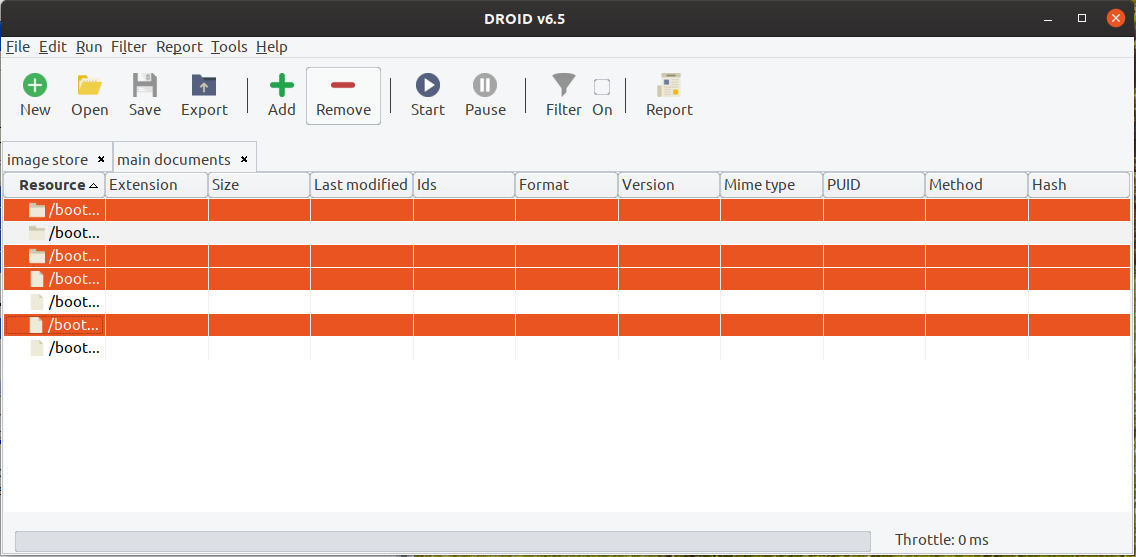 DROID v6.5
File Edit Run Filter Report Tools Help
New Open Save Export Add Remove Start Pause Filter On Report
image store × main documents ×
Resource Extension Size Last modified Ids Format Version Mime type PUID Method Hash
/boot...
/boot...
/boot...
/boot...
/boot...
/boot...
/boot...
Throttle: 0 ms